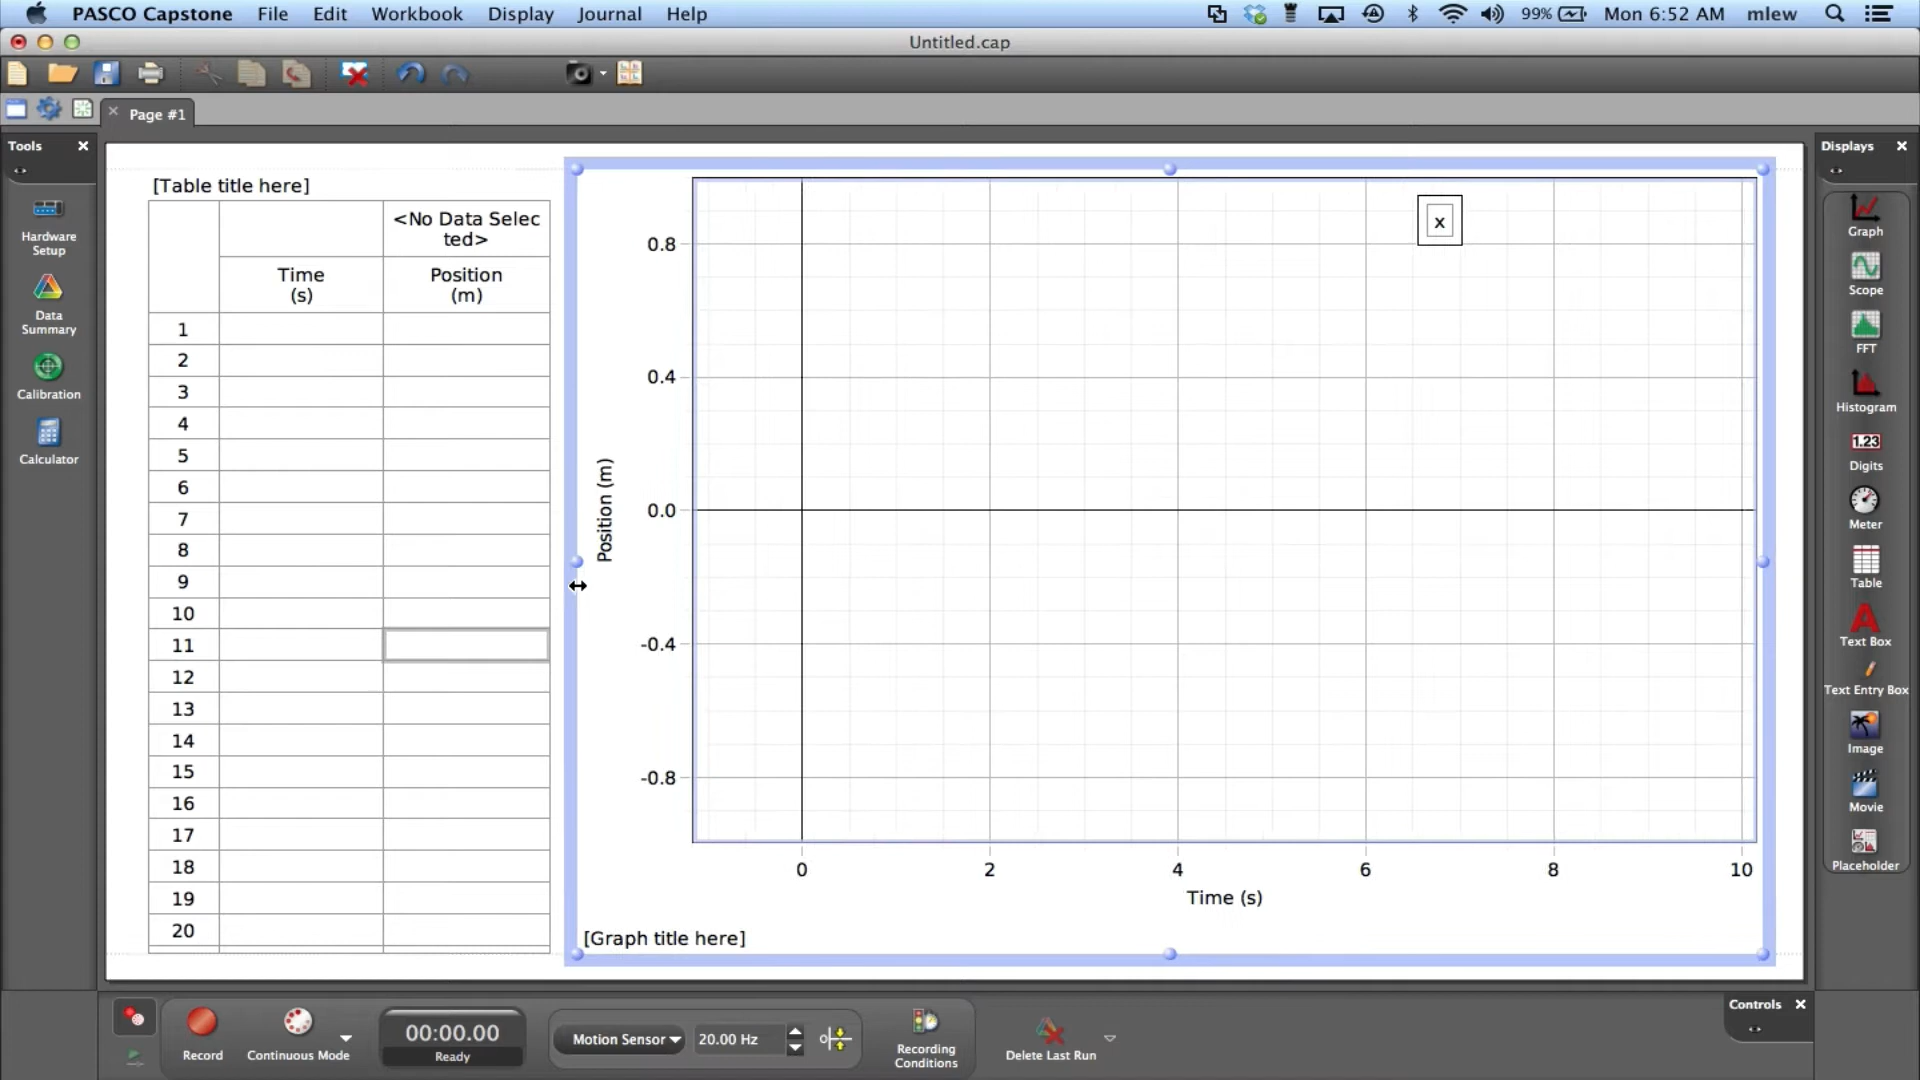 PASCO Capstone File Edit Workbook Display Journal Help 99% Mon 6:52 AM mlew
Untitled.cap
Page #1
Tools
Hardware
Setup
Data
Summary
Calibration
Calculator
[Table title here]
<No Data Selec
ted>
Time
(s)
Position
(m)
1
2
3
4
5
6
7
8
9
10
11
12
13
14
15
16
17
18
19
20
x
0.8
0.4
0.0
-0.4
-0.8
Position (m)
0 2 4 6 8 10
Time (s)
[Graph title here]
Displays
Graph
Scope
FFT
Histogram
1.23
Digits
Meter
Table
Text Box
Text Entry Box
Image
Movie
Placeholder
Record
Continuous Mode
00:00.00
Ready
Motion Sensor
20.00 Hz
Recording
Conditions
Delete Last Run
Controls